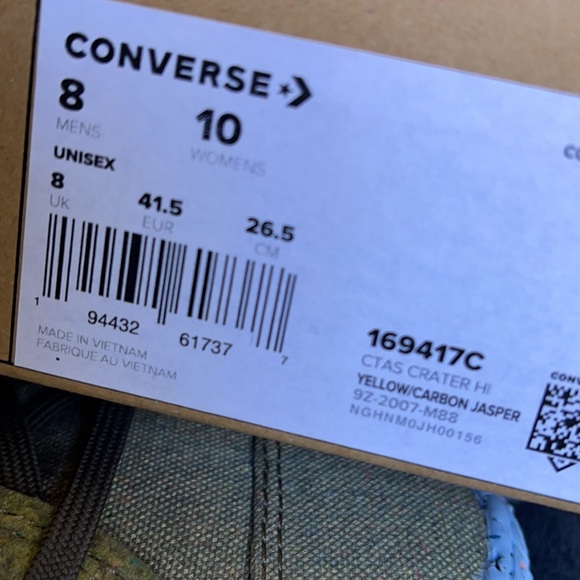 CONVERSE
8 10
MENS WOMENS
UNISEX
8 41.5 26.5
UK EUR CM
1 94432 61737 7
MADE IN VIETNAM
FABRIQUE AU VIETNAM
169417C
CTAS CRATER HI
YELLOW/CARBON JASPER
9Z-2007-M88
NGHNM0JH00156